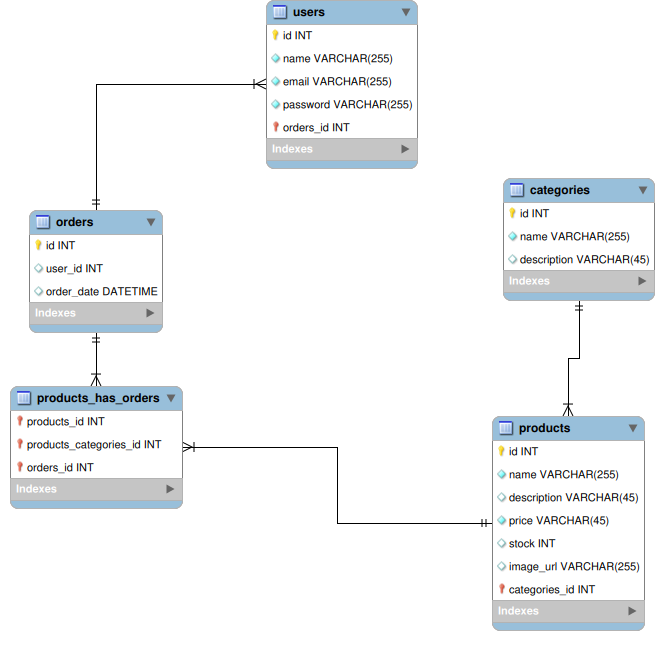 users
id INT
name VARCHAR(255)
email VARCHAR(255)
password VARCHAR(255)
orders_id INT
Indexes
categories
id INT
name VARCHAR(255)
description VARCHAR(45)
Indexes
orders
id INT
user_id INT
order_date DATETIME
Indexes
products_has_orders
products_id INT
products_categories_id INT
orders_id INT
Indexes
products
id INT
name VARCHAR(255)
description VARCHAR(45)
price VARCHAR(45)
stock INT
image_url VARCHAR(255)
categories_id INT
Indexes